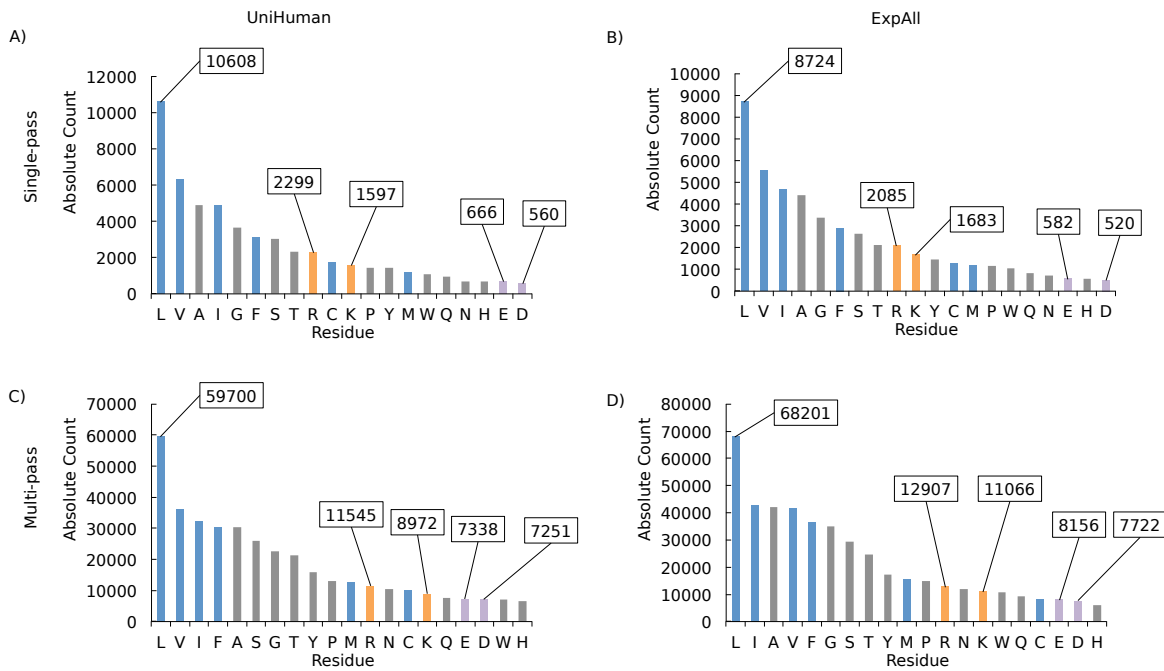 UniHuman
ExpAll
A)
Single-pass
Absolute Count
12000
10000
8000
6000
4000
2000
0
10608
2299
1597
666
560
L V A I G F S T R C K P Y M W Q N H E D
Residue
B)
Absolute Count
10000
9000
8000
7000
6000
5000
4000
3000
2000
1000
0
8724
2085
1683
582
520
L V I A G F S T R K Y C M P W Q N E H D
Residue
C)
Multi-pass
Absolute Count
70000
60000
50000
40000
30000
20000
10000
0
59700
11545
8972
7338
7251
L V I F A S G T Y P M R N C K Q E D W H
Residue
D)
Absolute Count
80000
70000
60000
50000
40000
30000
20000
10000
0
68201
12907
11066
8156
7722
L I A V F G S T Y M P R N K W Q C E D H
Residue